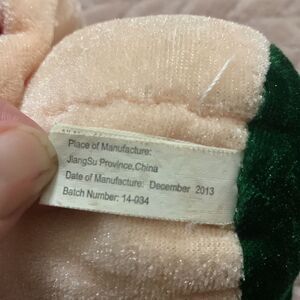 Place of Manufacture:
JiangSu Province,China
Date of Manufacture: December 2013
Batch Number: 14-034